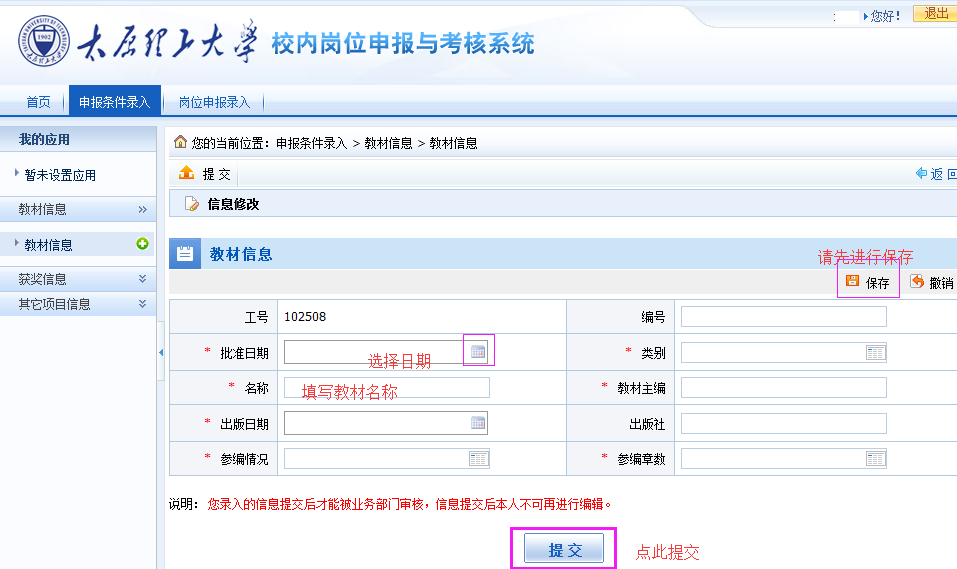 : 您好! 退出
太原理工大学 校内岗位申报与考核系统
首页 申报条件录入 岗位申报录入
我的应用
暂未设置应用
教材信息
教材信息
获奖信息
其它项目信息
您的当前位置：申报条件录入 > 教材信息 > 教材信息
提 交 返 回
信息修改
教材信息
请先进行保存
保存 撤销
工号 102508 编号
* 批准日期 选择日期 * 类别
* 名称 填写教材名称 * 教材主编
* 出版日期 出版社
* 参编情况 * 参编章数
说明： 您录入的信息提交后才能被业务部门审核，信息提交后本人不可再进行编辑。
提 交 点此提交